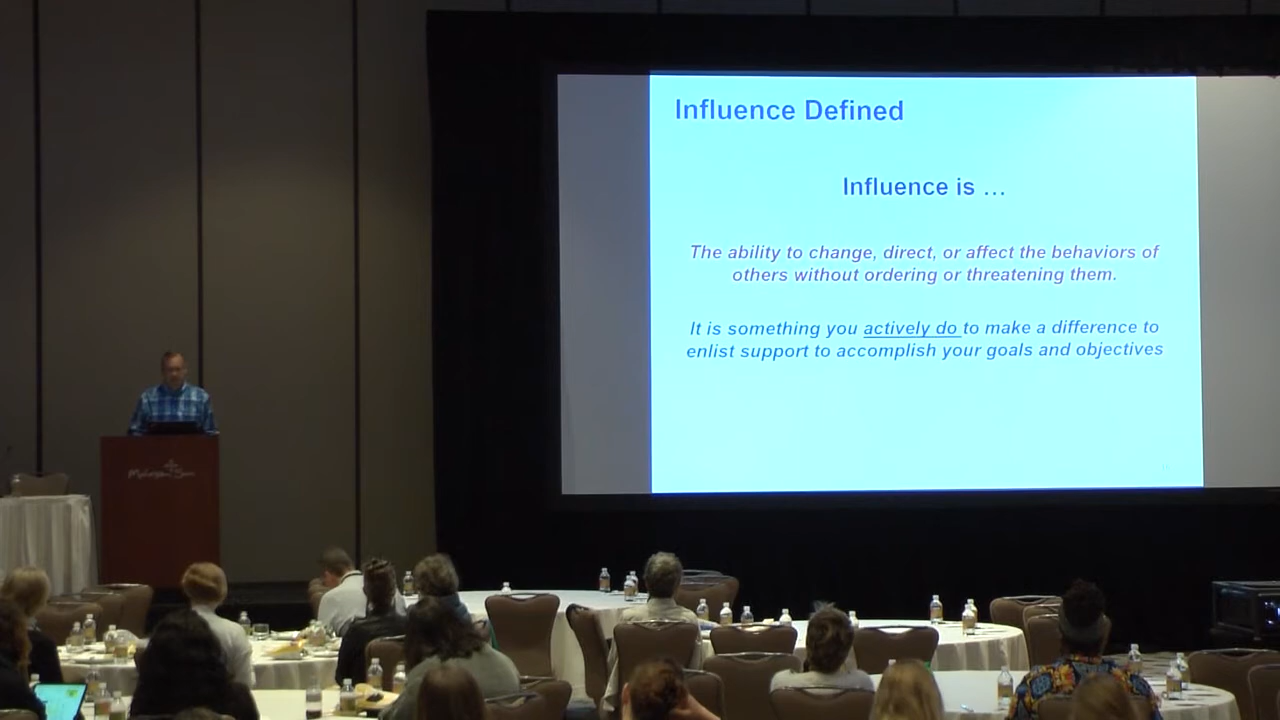 Influence Defined
Influence is …
The ability to change, direct, or affect the behaviors of
others without ordering or threatening them.
It is something you actively do to make a difference to
enlist support to accomplish your goals and objectives
Mohegan Sun